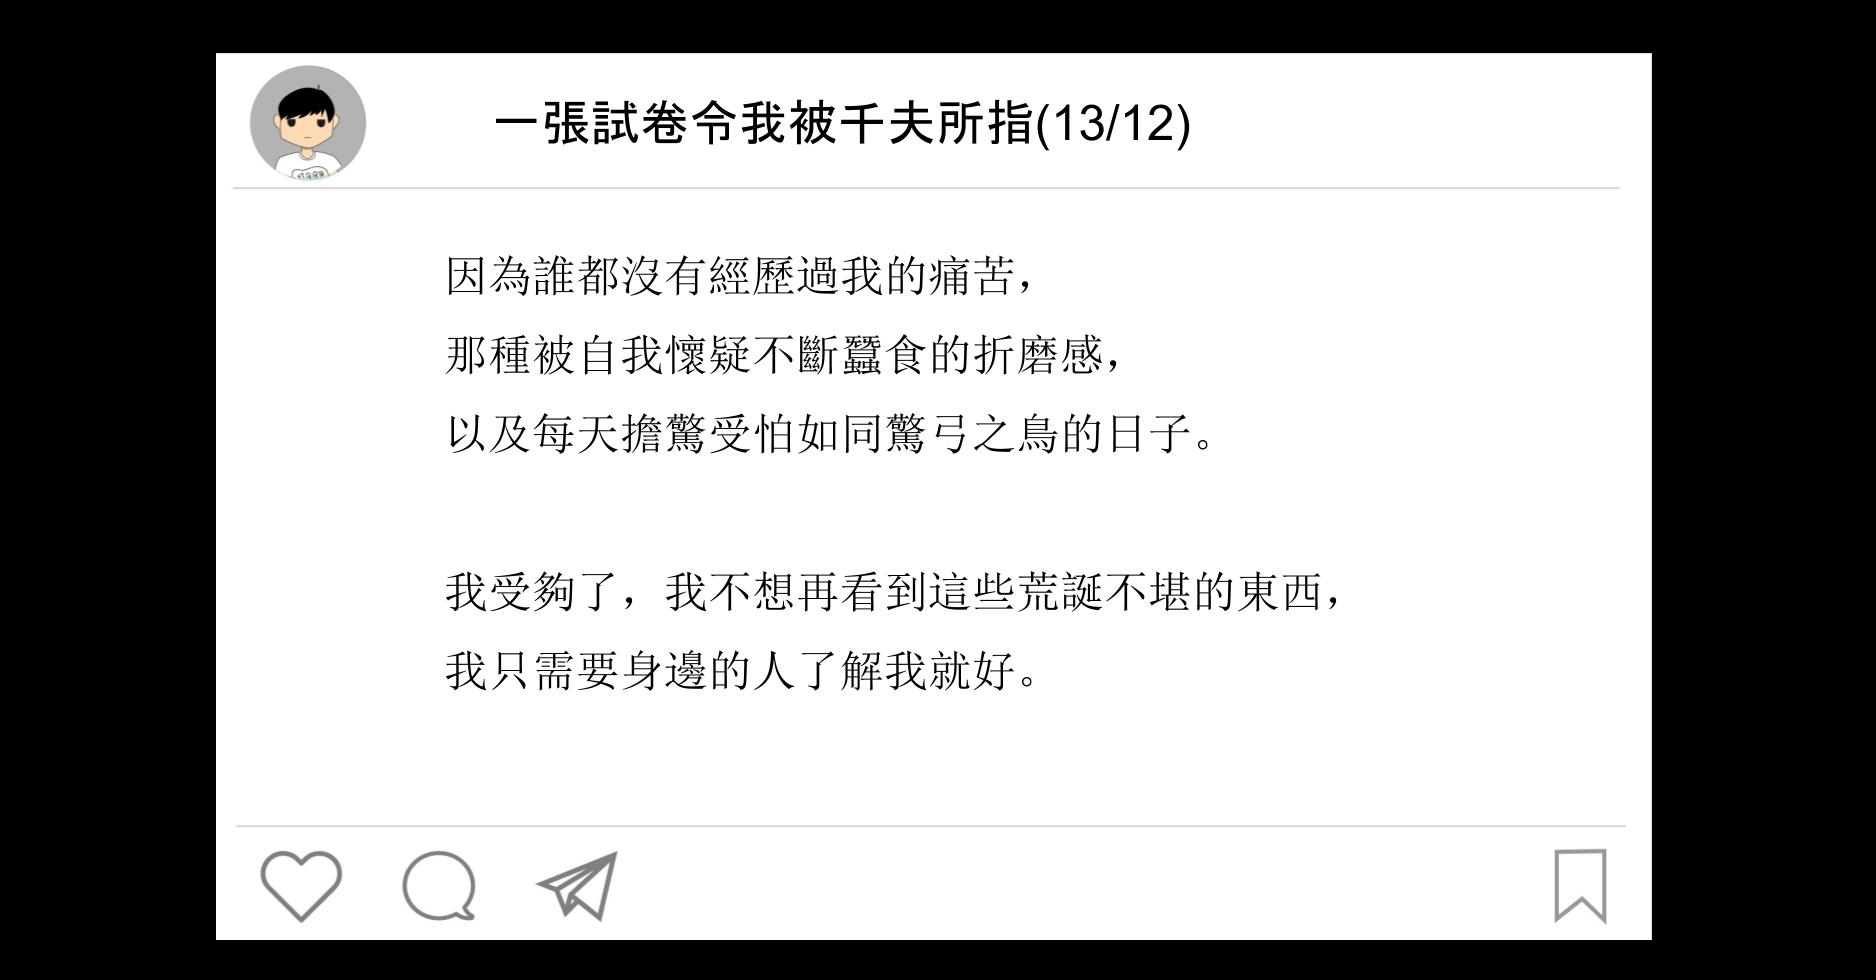 一張試卷令我被千夫所指(13/12)
因為誰都沒有經歷過我的痛苦，
那種被自我懷疑不斷蠶食的折磨感，
以及每天擔驚受怕如同驚弓之鳥的日子。
我受夠了，我不想再看到這些荒誕不堪的東西，
我只需要身邊的人了解我就好。